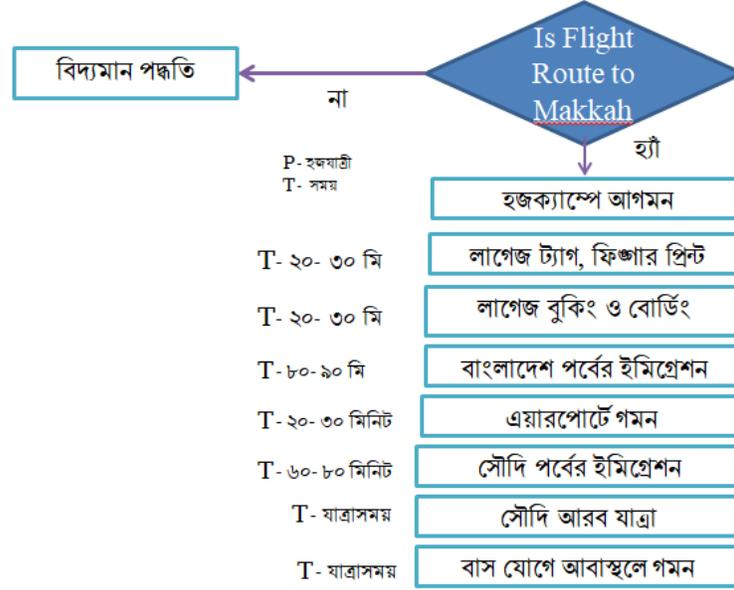 Is Flight
Route to
Makkah
বিদ্যমান পদ্ধতি
না
হ্যাঁ
P- হজযাত্রী
T- সময়
হজক্যাম্পে আগমন
T- ২০- ৩০ মি
লাগেজ ট্যাগ, ফিঙ্গার প্রিন্ট
T- ২০- ৩০ মি
লাগেজ বুকিং ও বোর্ডিং
T- ৮০- ৯০ মি
বাংলাদেশ পর্বের ইমিগ্রেশন
T- ২০- ৩০ মিনিট
এয়ারপোর্টে গমন
T- ৬০- ৮০ মিনিট
সৌদি পর্বের ইমিগ্রেশন
T- যাত্রাসময়
সৌদি আরব যাত্রা
T- যাত্রাসময়
বাস যোগে আবাস্থলে গমন